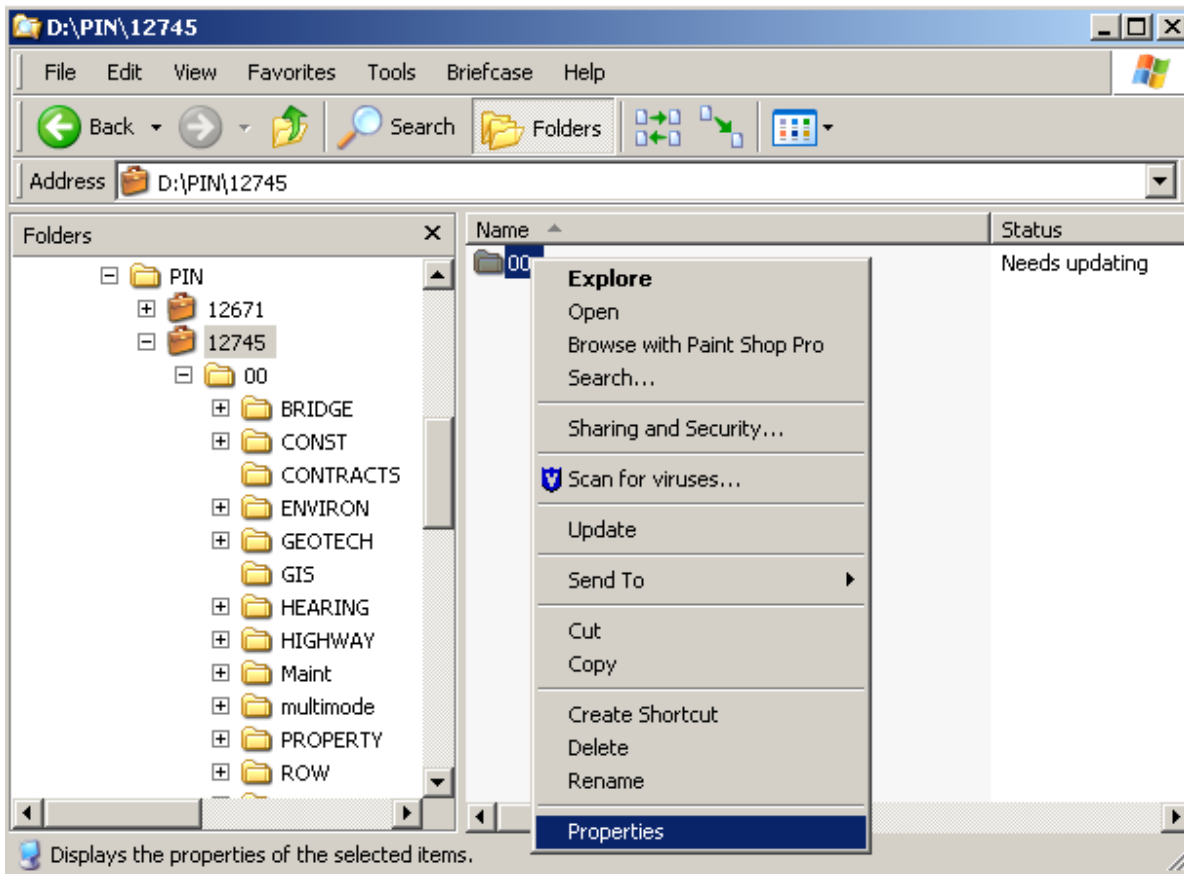 D:\PIN\12745
File Edit View Favorites Tools Briefcase Help
Back Search Folders
Address D:\PIN\12745
Folders
PIN
12671
12745
00
BRIDGE
CONST
CONTRACTS
ENVIRON
GEOTECH
GIS
HEARING
HIGHWAY
Maint
multimode
PROPERTY
ROW
Name Status
00 Needs updating
Explore
Open
Browse with Paint Shop Pro
Search...
Sharing and Security...
Scan for viruses...
Update
Send To
Cut
Copy
Create Shortcut
Delete
Rename
Properties
Displays the properties of the selected items.